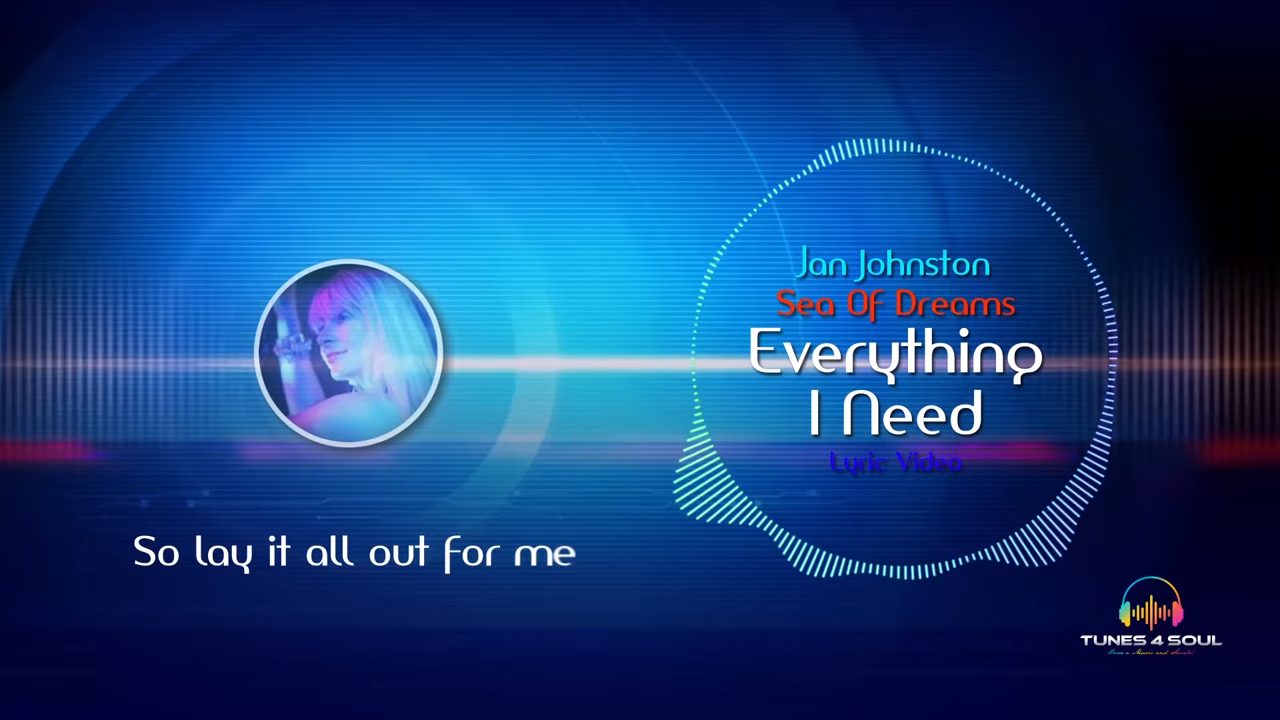 Jan Johnston
Sea Of Dreams
Everything
I Need
Lyric Video
So lay it all out for me
TUNES 4 SOUL